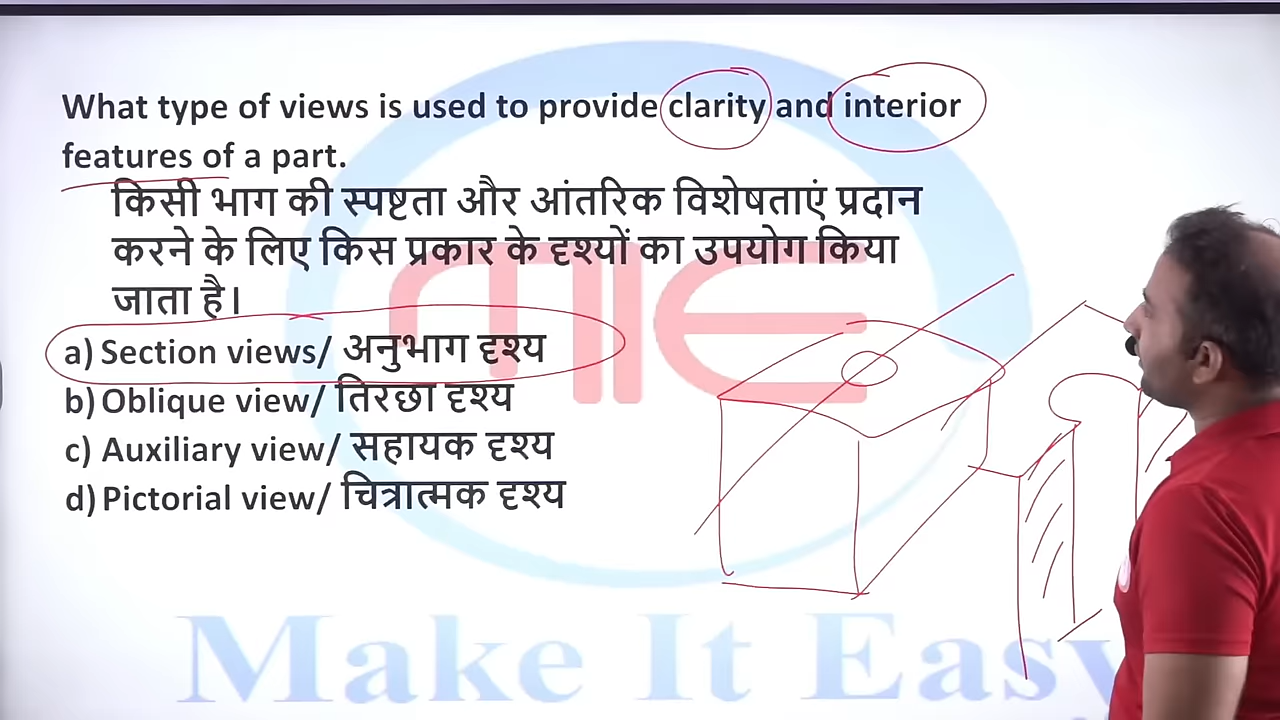 What type of views is used to provide clarity and interior
features of a part.
किसी भाग की स्पष्टता और आंतरिक विशेषताएं प्रदान
करने के लिए किस प्रकार के दृश्यों का उपयोग किया
जाता है।
a) Section views/ अनुभाग दृश्य
b) Oblique view/ तिरछा दृश्य
c) Auxiliary view/ सहायक दृश्य
d) Pictorial view/ चित्रात्मक दृश्य
MIE
Make It Easy